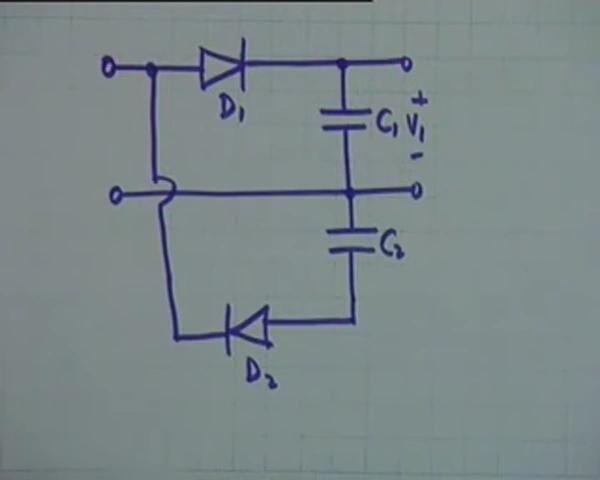 D₁
C₁ V₁
+
-
C₂
D₂